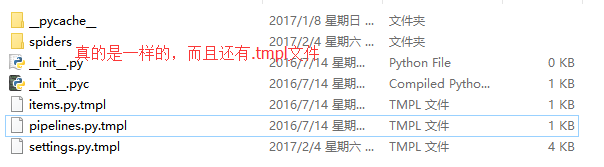 __pycache__ 2017/1/8 星期日 ... 文件夹
spiders 2017/2/4 星期六 ... 文件夹
真的是一样的，而且还有.tmpl文件
__init__.py 2016/7/14 星期... Python File 0 KB
__init__.pyc 2016/7/14 星期... Compiled Pytho... 1 KB
items.py.tmpl 2016/7/14 星期... TMPL 文件 1 KB
pipelines.py.tmpl 2016/7/14 星期... TMPL 文件 1 KB
settings.py.tmpl 2017/2/4 星期六 ... TMPL 文件 4 KB